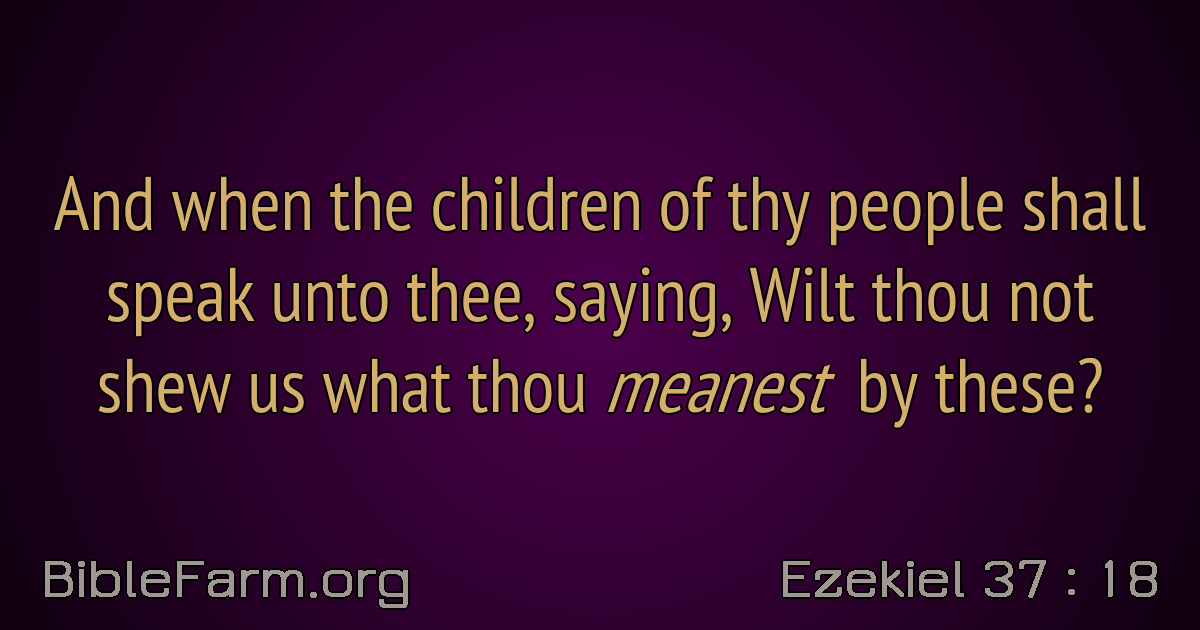 And when the children of thy people shall
speak unto thee, saying, Wilt thou not
shew us what thou meanest by these?
BibleFarm.org
Ezekiel 37 : 18